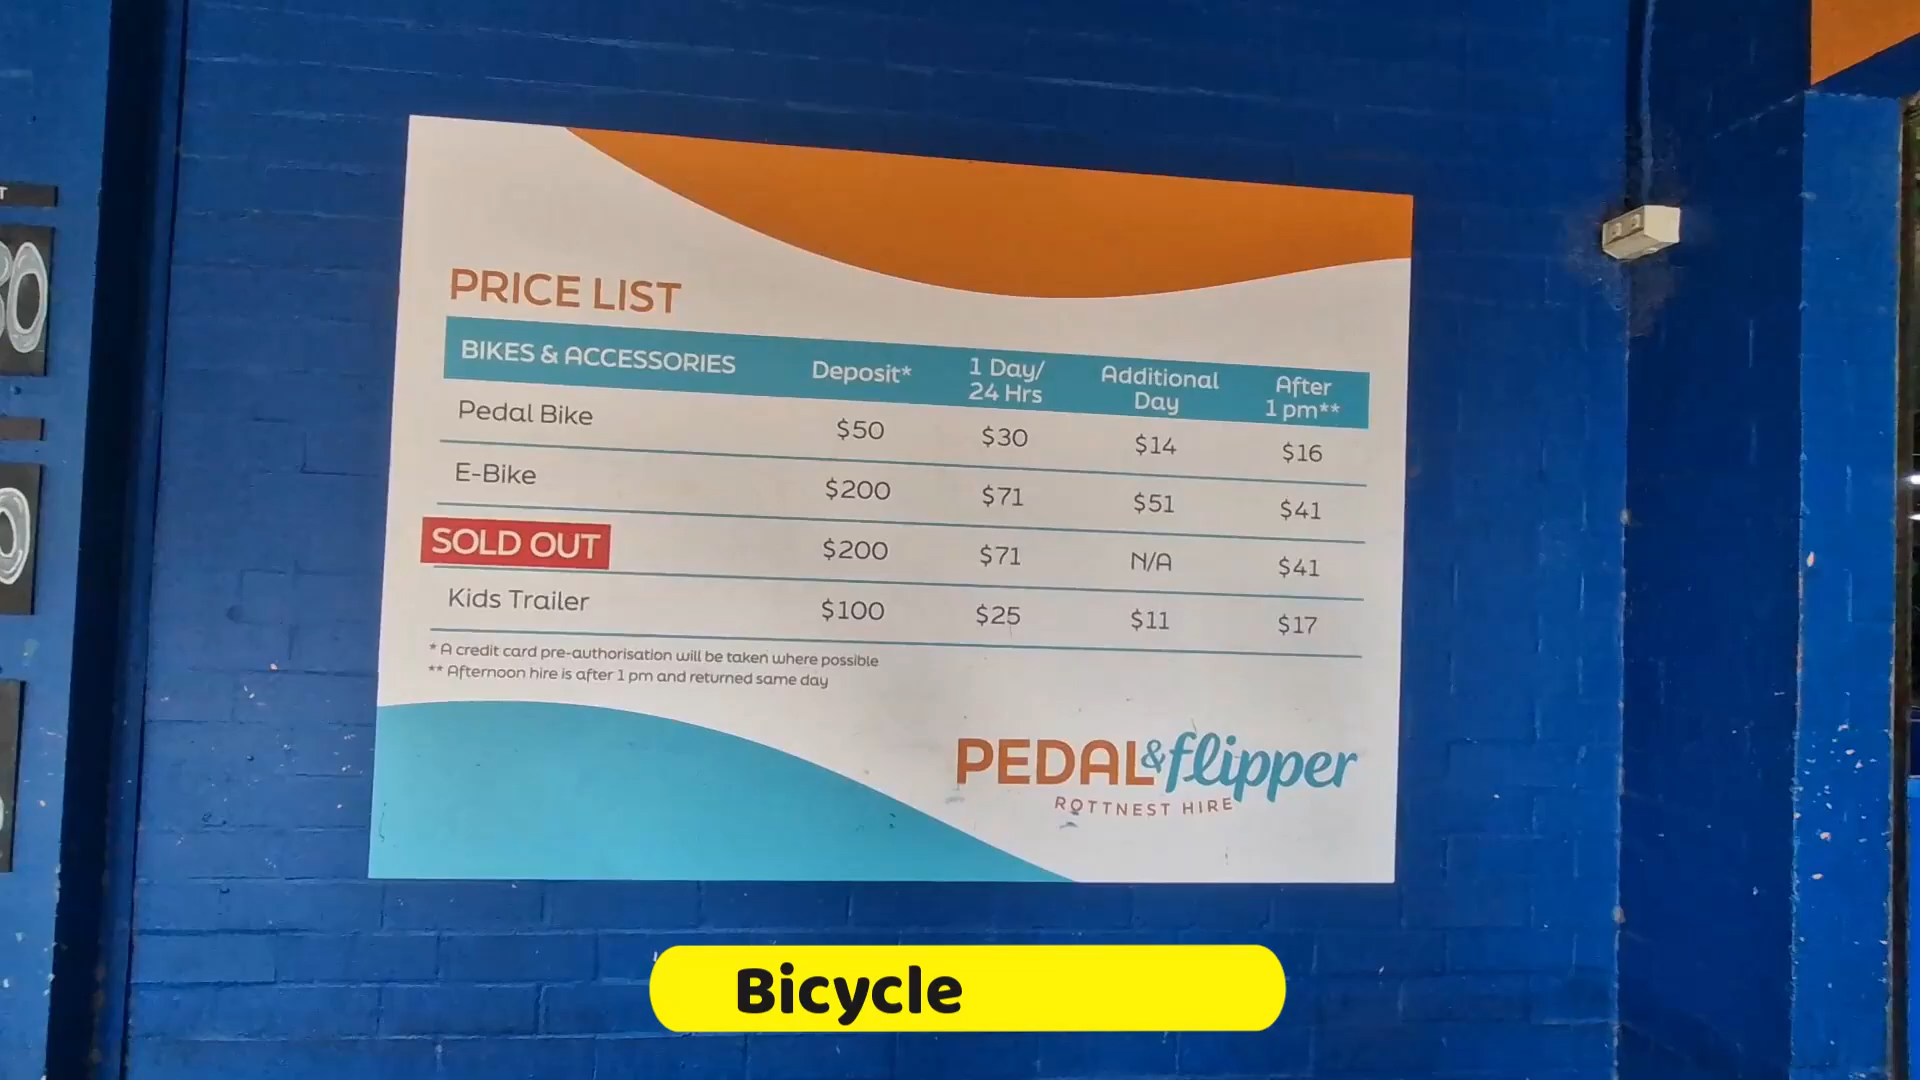 PRICE LIST
BIKES & ACCESSORIES Deposit* 1 Day/ 24 Hrs Additional Day After 1 pm**
Pedal Bike $50 $30 $14 $16
E-Bike $200 $71 $51 $41
SOLD OUT $200 $71 N/A $41
Kids Trailer $100 $25 $11 $17
* A credit card pre-authorisation will be taken where possible
** Afternoon hire is after 1 pm and returned same day
PEDAL & flipper
ROTTNEST HIRE
Bicycle